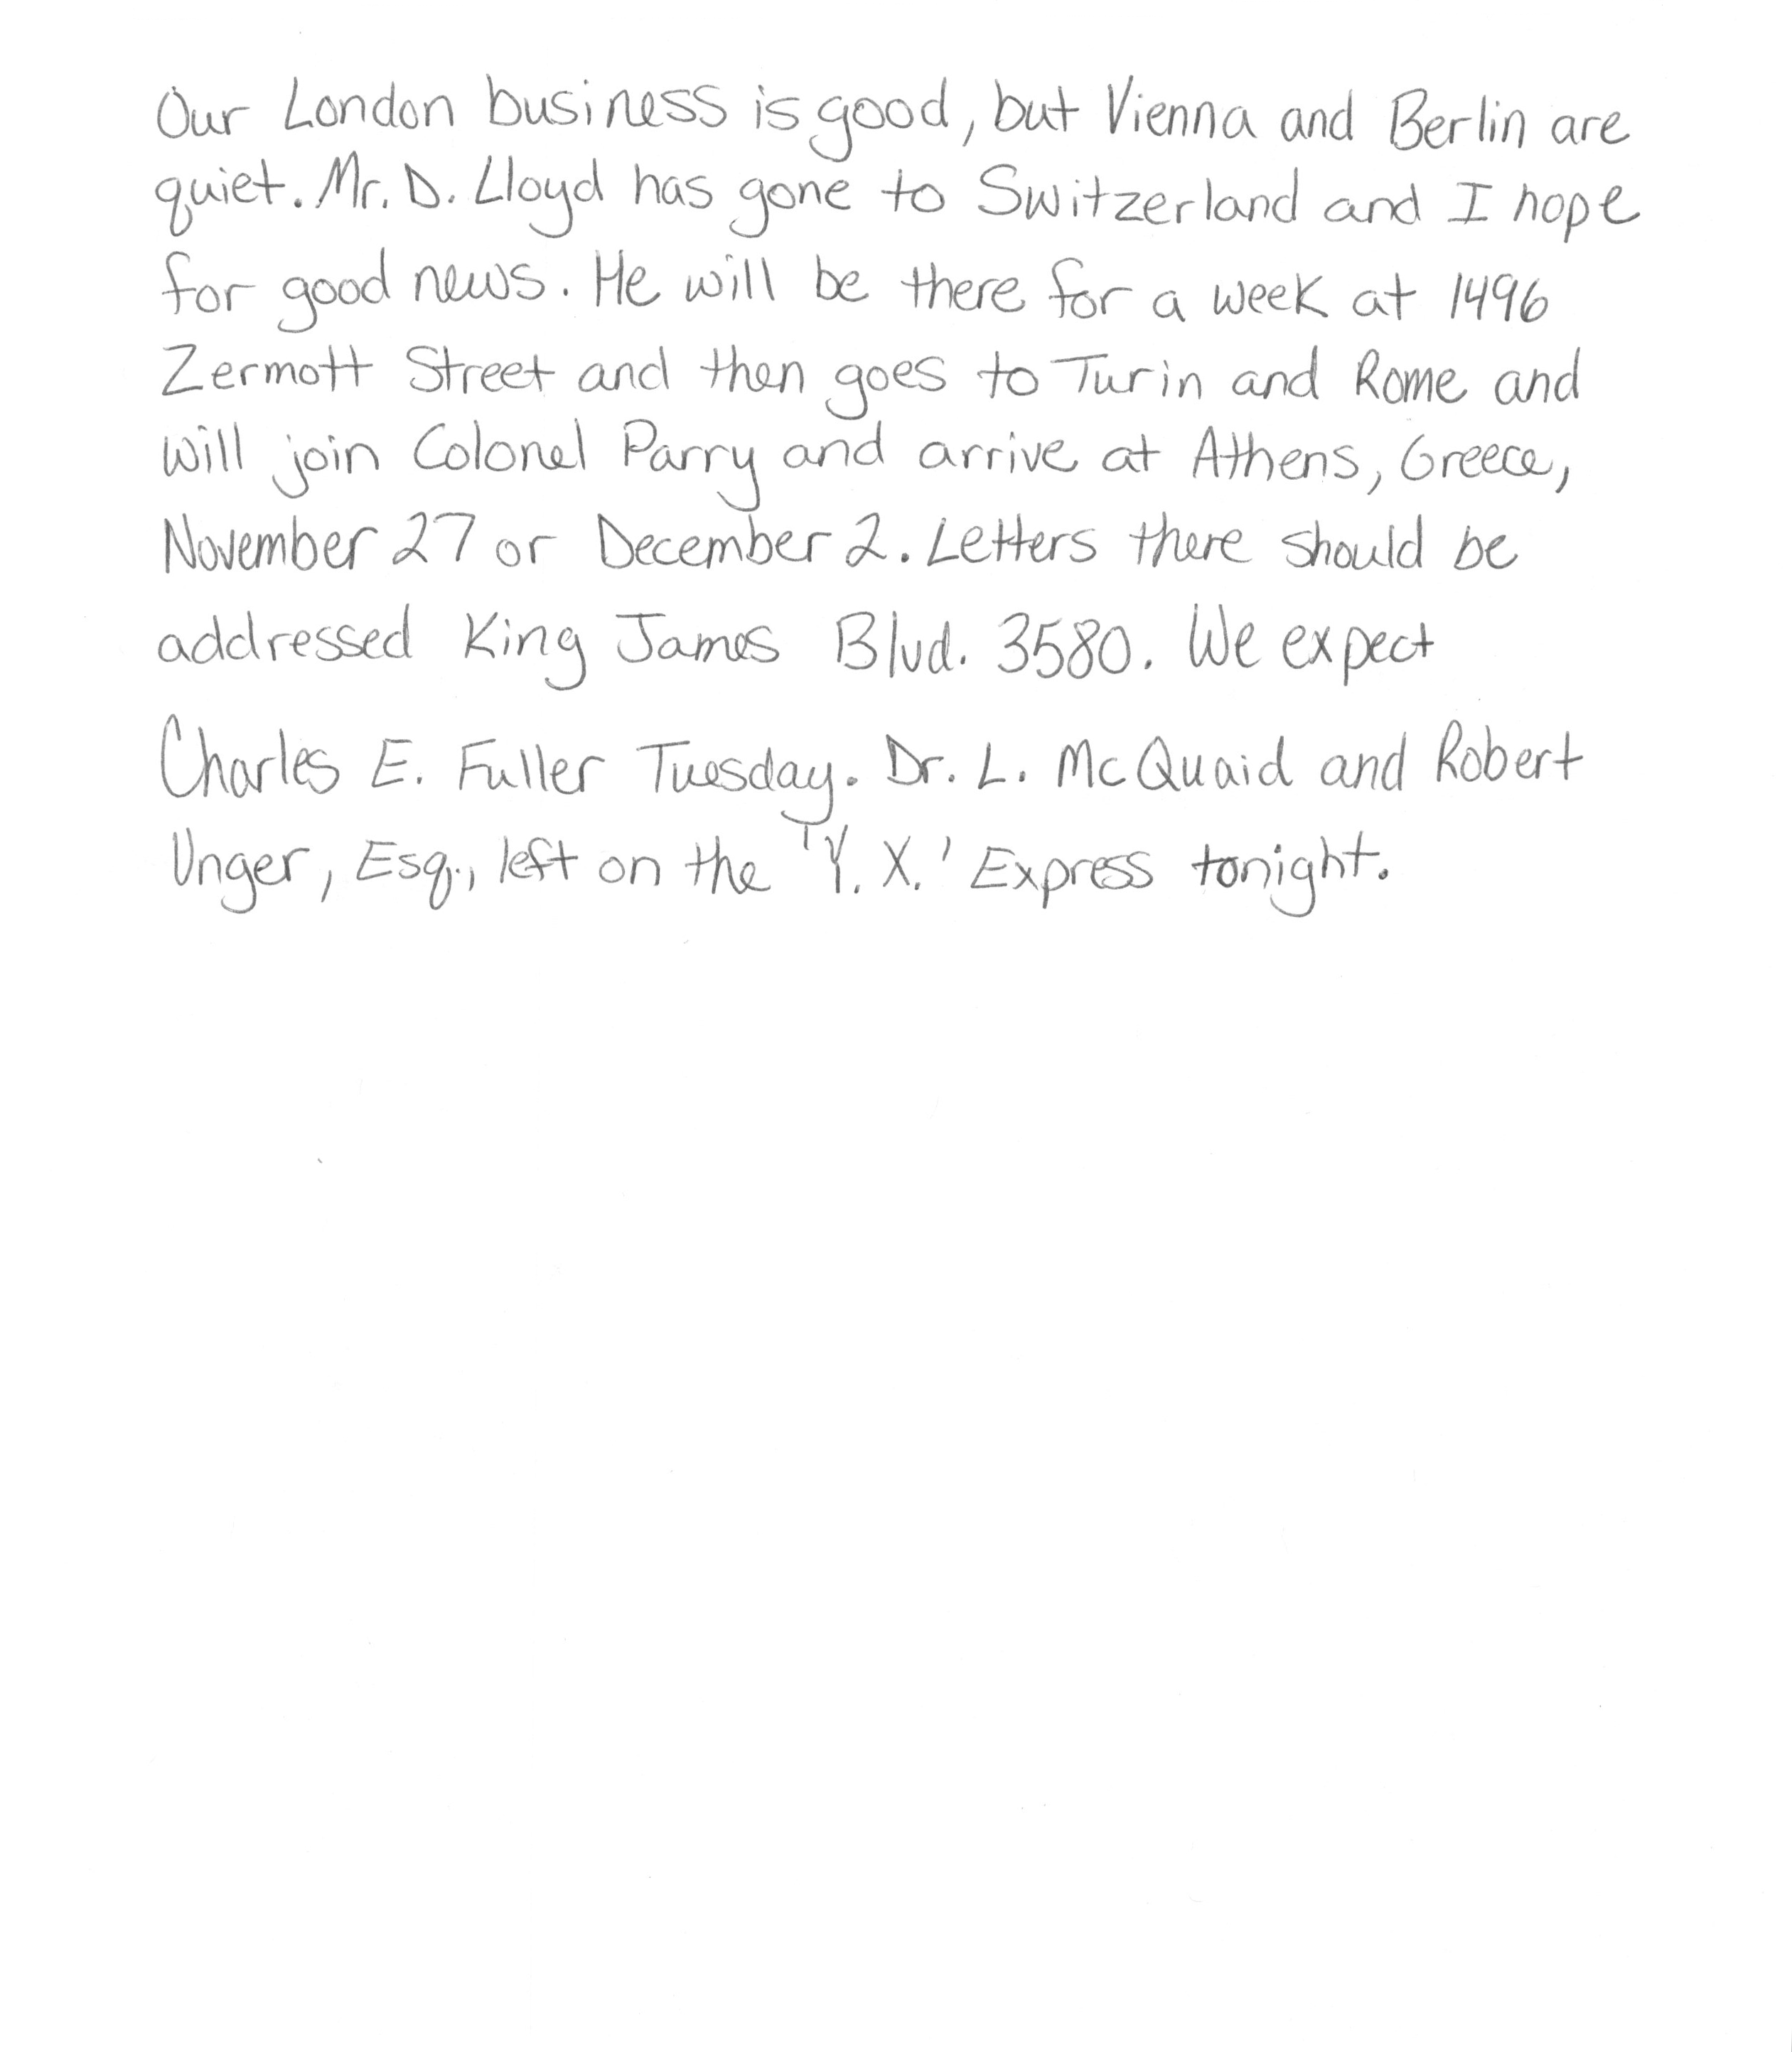 Our London business is good, but Vienna and Berlin are
quiet. Mr. D. Lloyd has gone to Switzerland and I hope
for good news. He will be there for a week at 1496
Zermott Street and then goes to Turin and Rome and
will join Colonel Parry and arrive at Athens, Greece,
November 27 or December 2. Letters there should be
addressed King James Blvd. 3580. We expect
Charles E. Fuller Tuesday. Dr. L. McQuaid and Robert
Unger, Esq., left on the 'Y. X.' Express tonight.